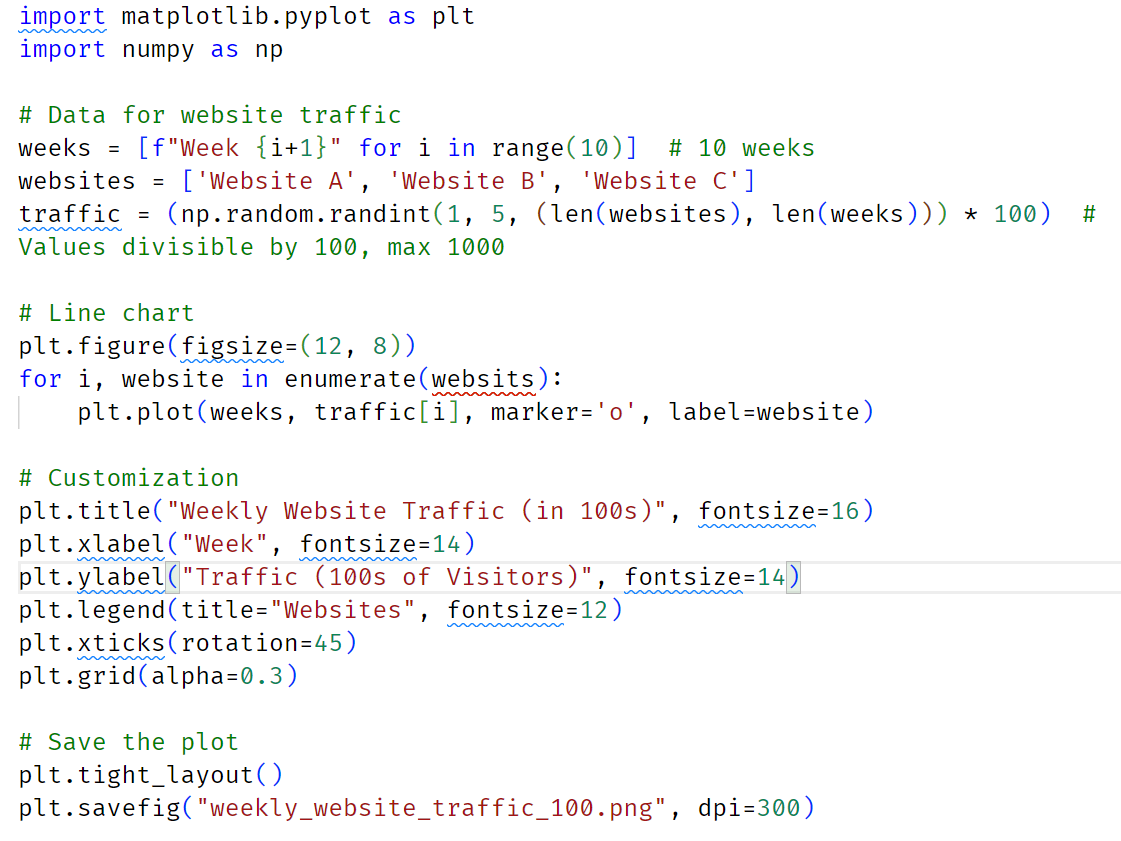 import matplotlib.pyplot as plt
import numpy as np

# Data for website traffic
weeks = [f"Week {i+1}" for i in range(10)]  # 10 weeks
websites = ['Website A', 'Website B', 'Website C']
traffic = (np.random.randint(1, 5, (len(websites), len(weeks))) * 100)  #
Values divisible by 100, max 1000

# Line chart
plt.figure(figsize=(12, 8))
for i, website in enumerate(websits):
    plt.plot(weeks, traffic[i], marker='o', label=website)

# Customization
plt.title("Weekly Website Traffic (in 100s)", fontsize=16)
plt.xlabel("Week", fontsize=14)
plt.ylabel("Traffic (100s of Visitors)", fontsize=14)
plt.legend(title="Websites", fontsize=12)
plt.xticks(rotation=45)
plt.grid(alpha=0.3)

# Save the plot
plt.tight_layout()
plt.savefig("weekly_website_traffic_100.png", dpi=300)